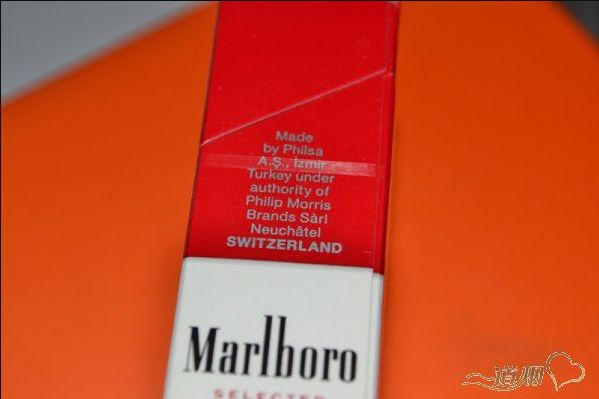 Made
by Philsa
A.Ş., İzmir
Turkey under
authority of
Philip Morris
Brands Sàrl
Neuchâtel
SWITZERLAND
Marlboro
SELECTED